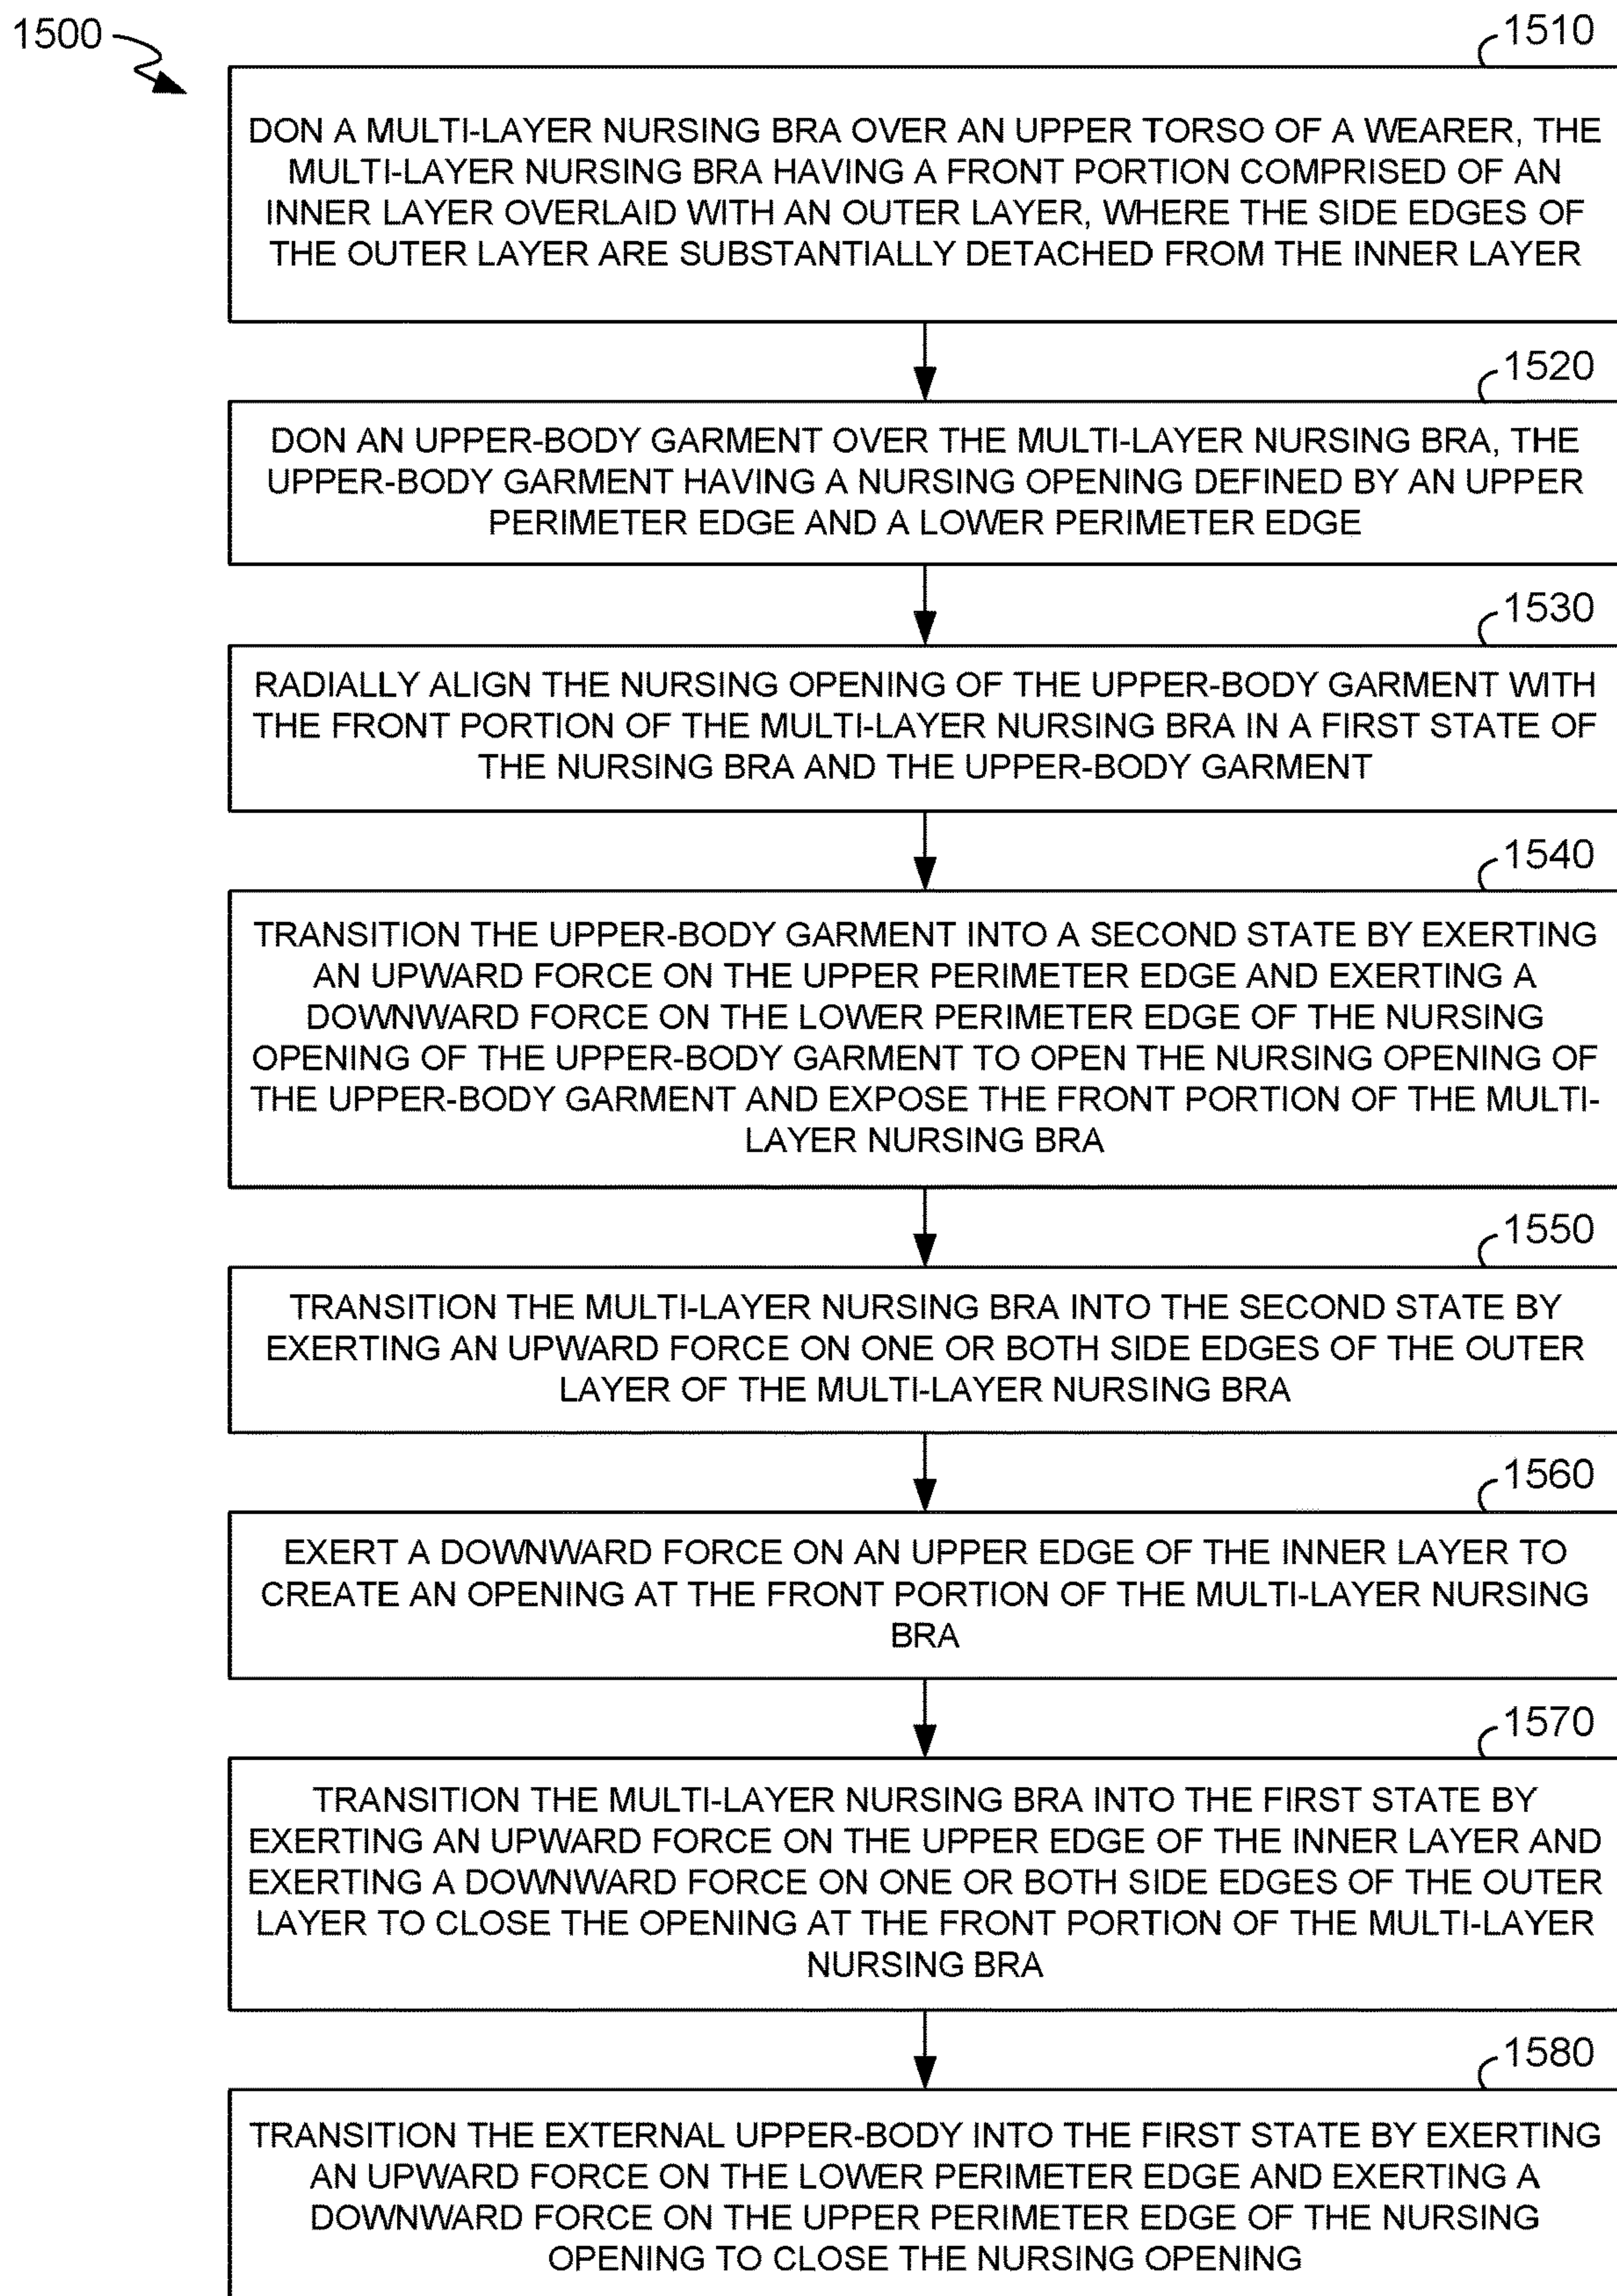 1500
1510
DON A MULTI-LAYER NURSING BRA OVER AN UPPER TORSO OF A WEARER, THE
MULTI-LAYER NURSING BRA HAVING A FRONT PORTION COMPRISED OF AN
INNER LAYER OVERLAID WITH AN OUTER LAYER, WHERE THE SIDE EDGES OF
THE OUTER LAYER ARE SUBSTANTIALLY DETACHED FROM THE INNER LAYER
1520
DON AN UPPER-BODY GARMENT OVER THE MULTI-LAYER NURSING BRA, THE
UPPER-BODY GARMENT HAVING A NURSING OPENING DEFINED BY AN UPPER
PERIMETER EDGE AND A LOWER PERIMETER EDGE
1530
RADIALLY ALIGN THE NURSING OPENING OF THE UPPER-BODY GARMENT WITH
THE FRONT PORTION OF THE MULTI-LAYER NURSING BRA IN A FIRST STATE OF
THE NURSING BRA AND THE UPPER-BODY GARMENT
1540
TRANSITION THE UPPER-BODY GARMENT INTO A SECOND STATE BY EXERTING
AN UPWARD FORCE ON THE UPPER PERIMETER EDGE AND EXERTING A
DOWNWARD FORCE ON THE LOWER PERIMETER EDGE OF THE NURSING
OPENING OF THE UPPER-BODY GARMENT TO OPEN THE NURSING OPENING OF
THE UPPER-BODY GARMENT AND EXPOSE THE FRONT PORTION OF THE MULTI-
LAYER NURSING BRA
1550
TRANSITION THE MULTI-LAYER NURSING BRA INTO THE SECOND STATE BY
EXERTING AN UPWARD FORCE ON ONE OR BOTH SIDE EDGES OF THE OUTER
LAYER OF THE MULTI-LAYER NURSING BRA
1560
EXERT A DOWNWARD FORCE ON AN UPPER EDGE OF THE INNER LAYER TO
CREATE AN OPENING AT THE FRONT PORTION OF THE MULTI-LAYER NURSING
BRA
1570
TRANSITION THE MULTI-LAYER NURSING BRA INTO THE FIRST STATE BY
EXERTING AN UPWARD FORCE ON THE UPPER EDGE OF THE INNER LAYER AND
EXERTING A DOWNWARD FORCE ON ONE OR BOTH SIDE EDGES OF THE OUTER
LAYER TO CLOSE THE OPENING AT THE FRONT PORTION OF THE MULTI-LAYER
NURSING BRA
1580
TRANSITION THE EXTERNAL UPPER-BODY INTO THE FIRST STATE BY EXERTING
AN UPWARD FORCE ON THE LOWER PERIMETER EDGE AND EXERTING A
DOWNWARD FORCE ON THE UPPER PERIMETER EDGE OF THE NURSING
OPENING TO CLOSE THE NURSING OPENING